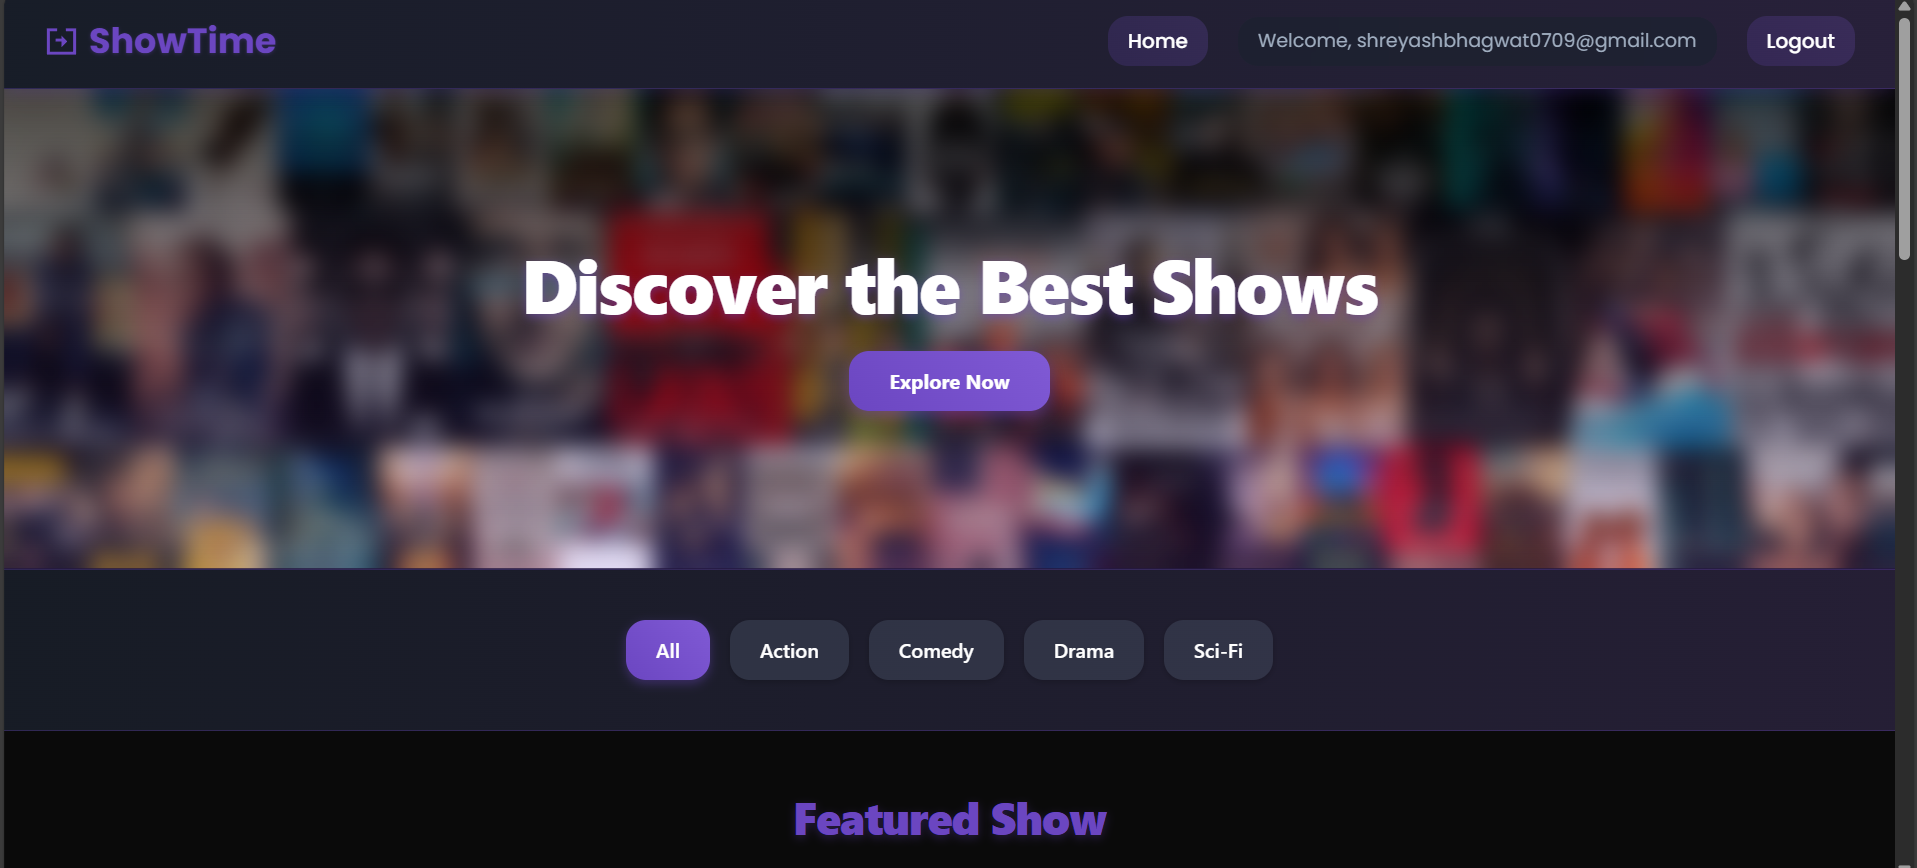 ShowTime
Home
Welcome, shreyashbhagwat0709@gmail.com
Logout
Discover the Best Shows
Explore Now
All
Action
Comedy
Drama
Sci-Fi
Featured Show